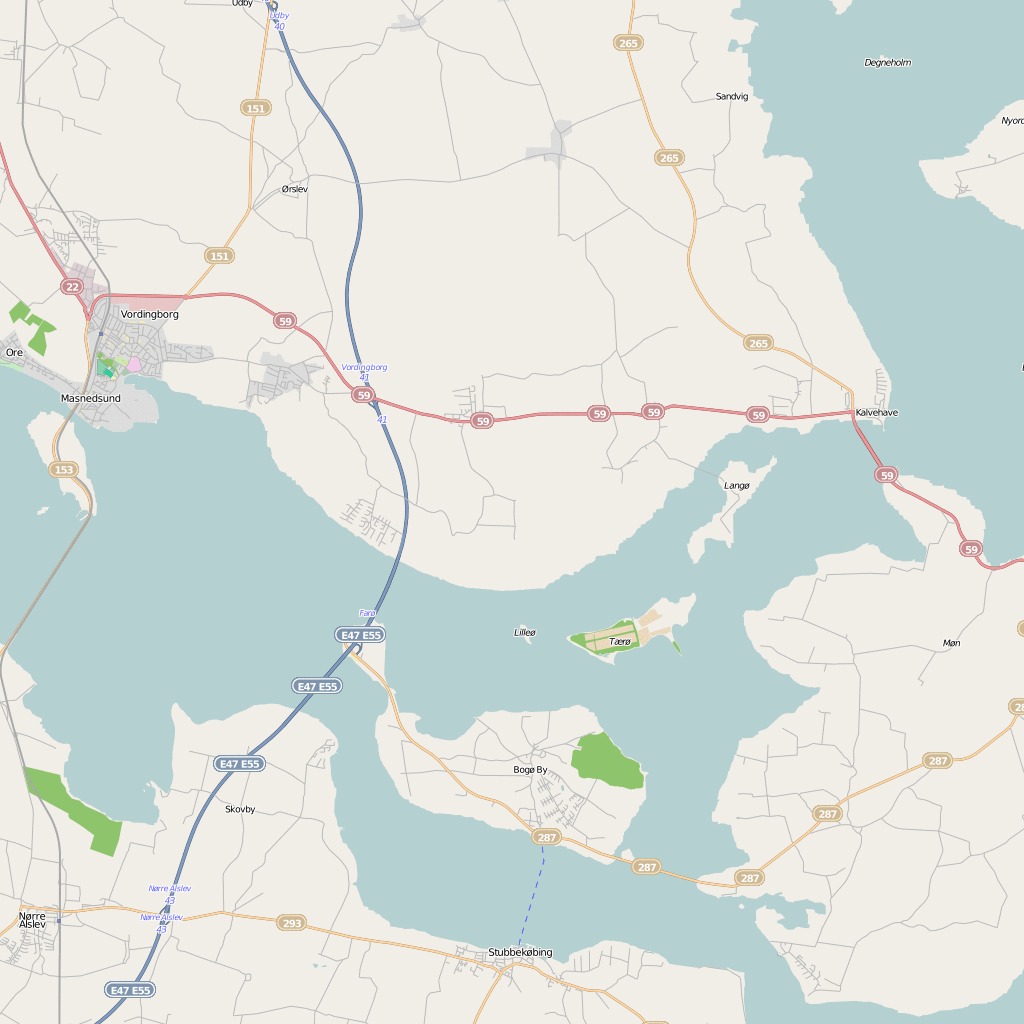 Udby
Udby
40
265
Degneholm
Sandvig
151
265
Ørslev
151
22
Vordingborg
59
265
Ore
Vordingborg
41
59
Masnedsund
59
59
59
59
Kalvehave
41
153
59
Langø
59
Farø
E47 E55
Lilleø
Tærø
Møn
E47 E55
287
E47 E55
Bogø By
Skovby
287
287
287
287
Nørre Alslev
43
Nørre
Alslev
Nørre Alslev
43
293
Stubbekøbing
E47 E55